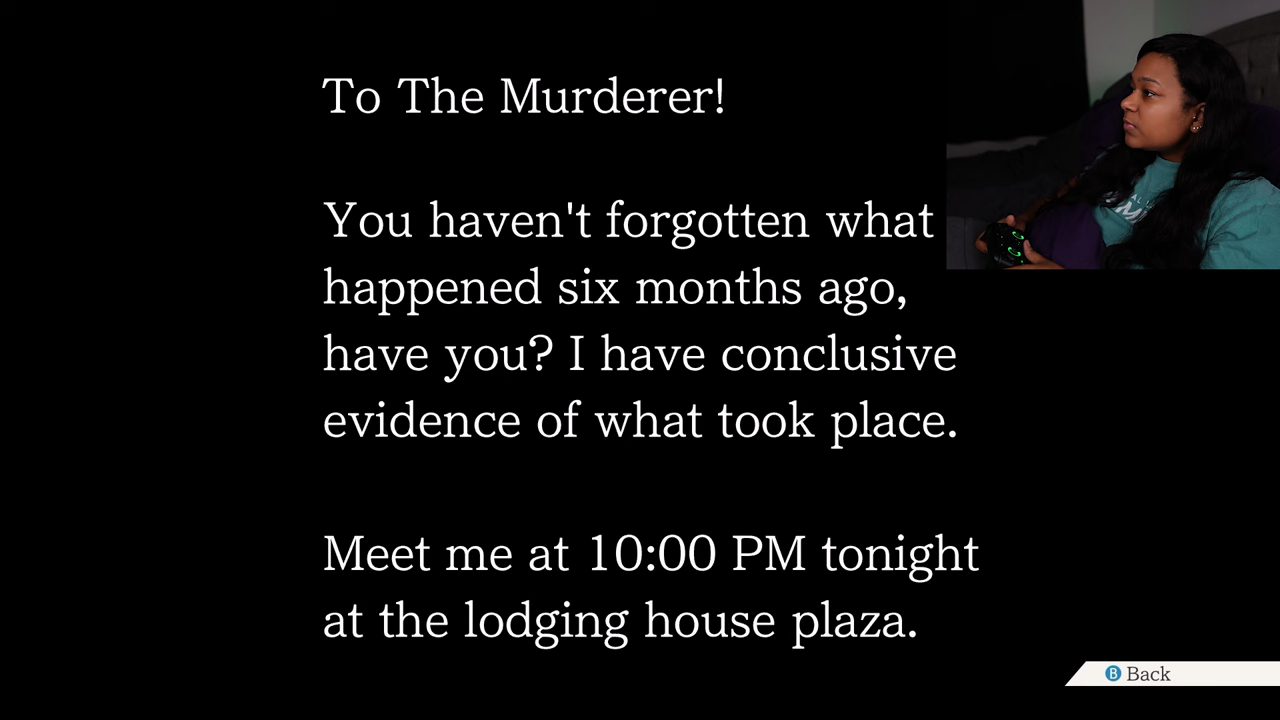 To The Murderer!
You haven't forgotten what
happened six months ago,
have you? I have conclusive
evidence of what took place.
Meet me at 10:00 PM tonight
at the lodging house plaza.
B Back